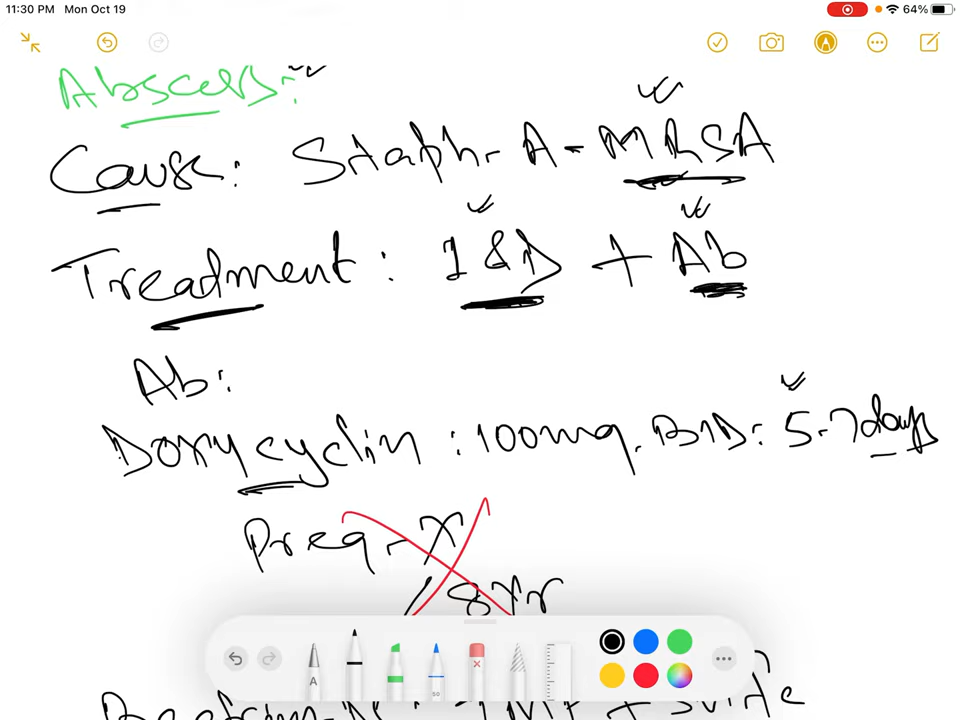 11:30 PM Mon Oct 19 64%
Abscess:
Cause: Staph-A-MRSA
Treadment: I&D + Ab
Ab:
Doxycyclin: 100mg. BID: 5-7days
Preg-X
8yr
A